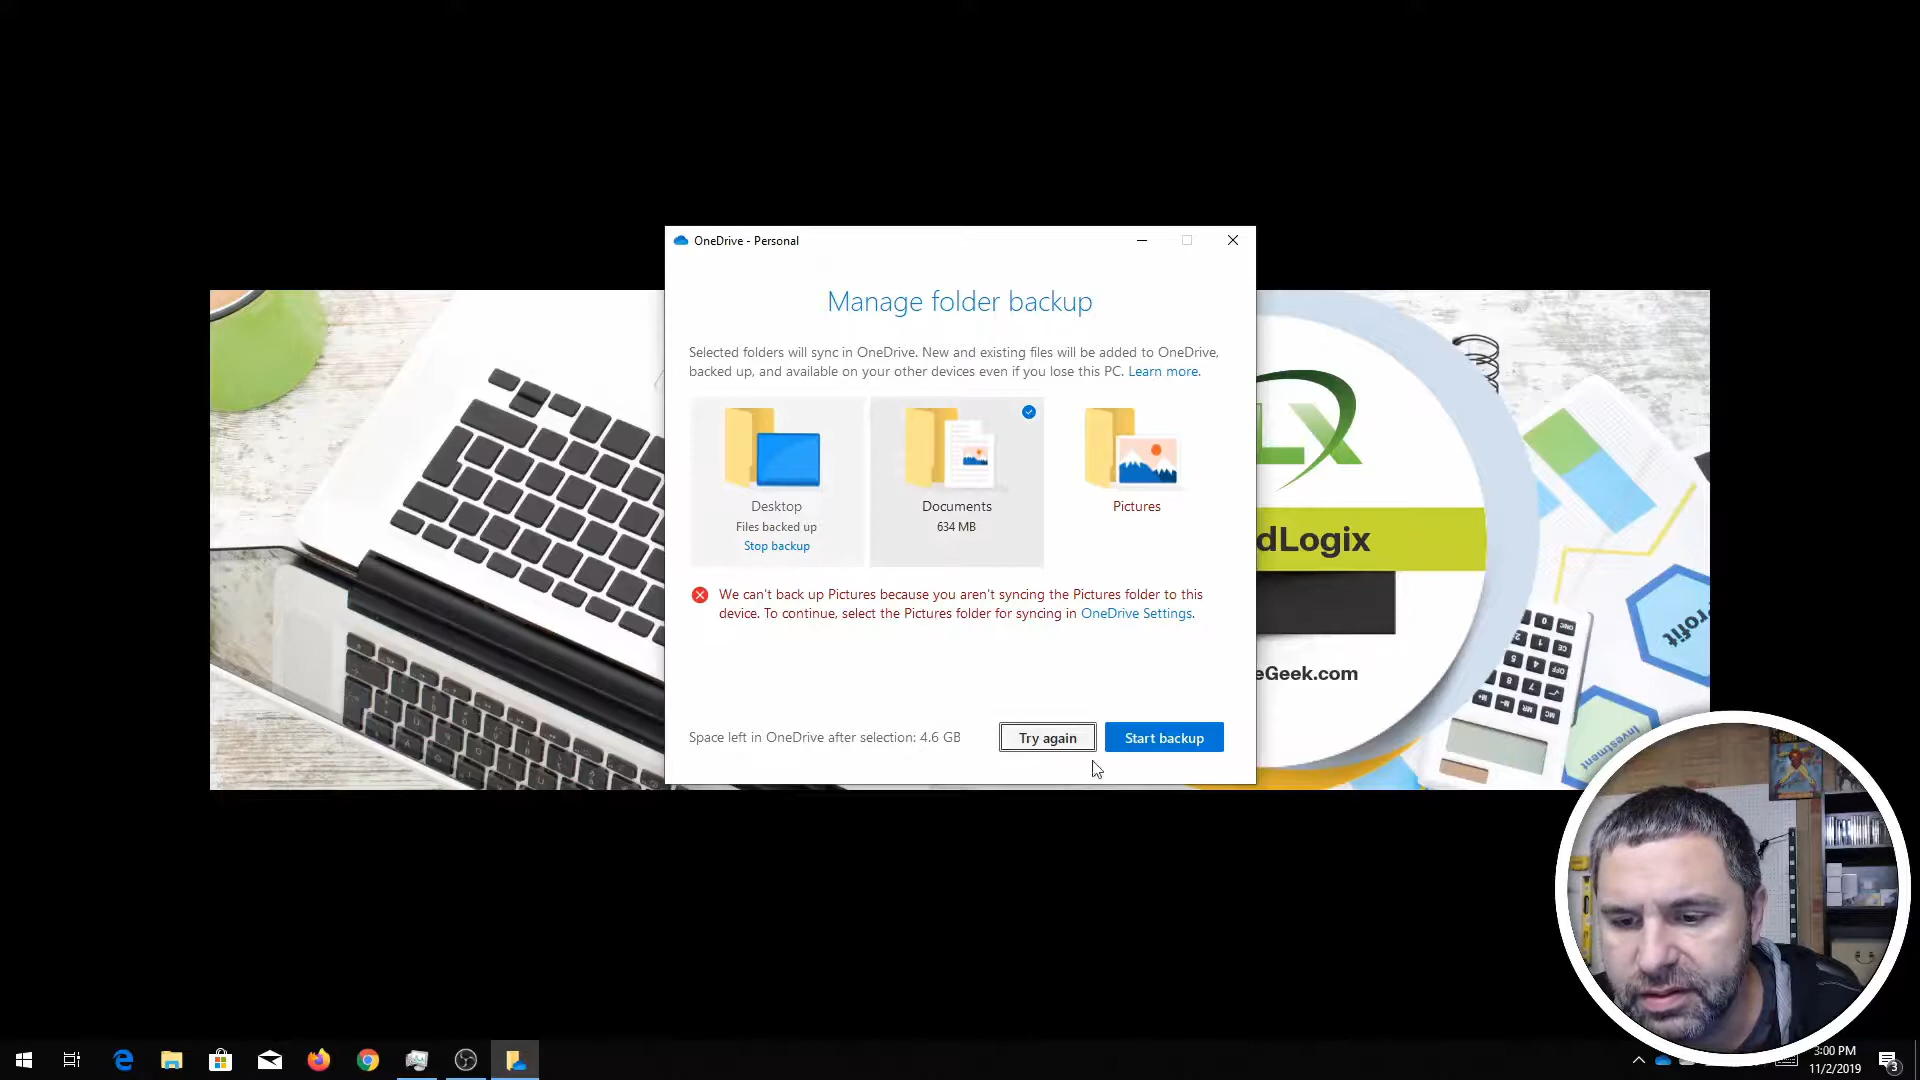 OneDrive - Personal
Manage folder backup
Selected folders will sync in OneDrive. New and existing files will be added to OneDrive,
backed up, and available on your other devices even if you lose this PC. Learn more.
Desktop
Files backed up
Stop backup
Documents
634 MB
Pictures
We can't back up Pictures because you aren't syncing the Pictures folder to this
device. To continue, select the Pictures folder for syncing in OneDrive Settings.
Space left in OneDrive after selection: 4.6 GB
Try again
Start backup
LX
dLogix
eGeek.com
Profit
Investment
3:00 PM
11/2/2019
3